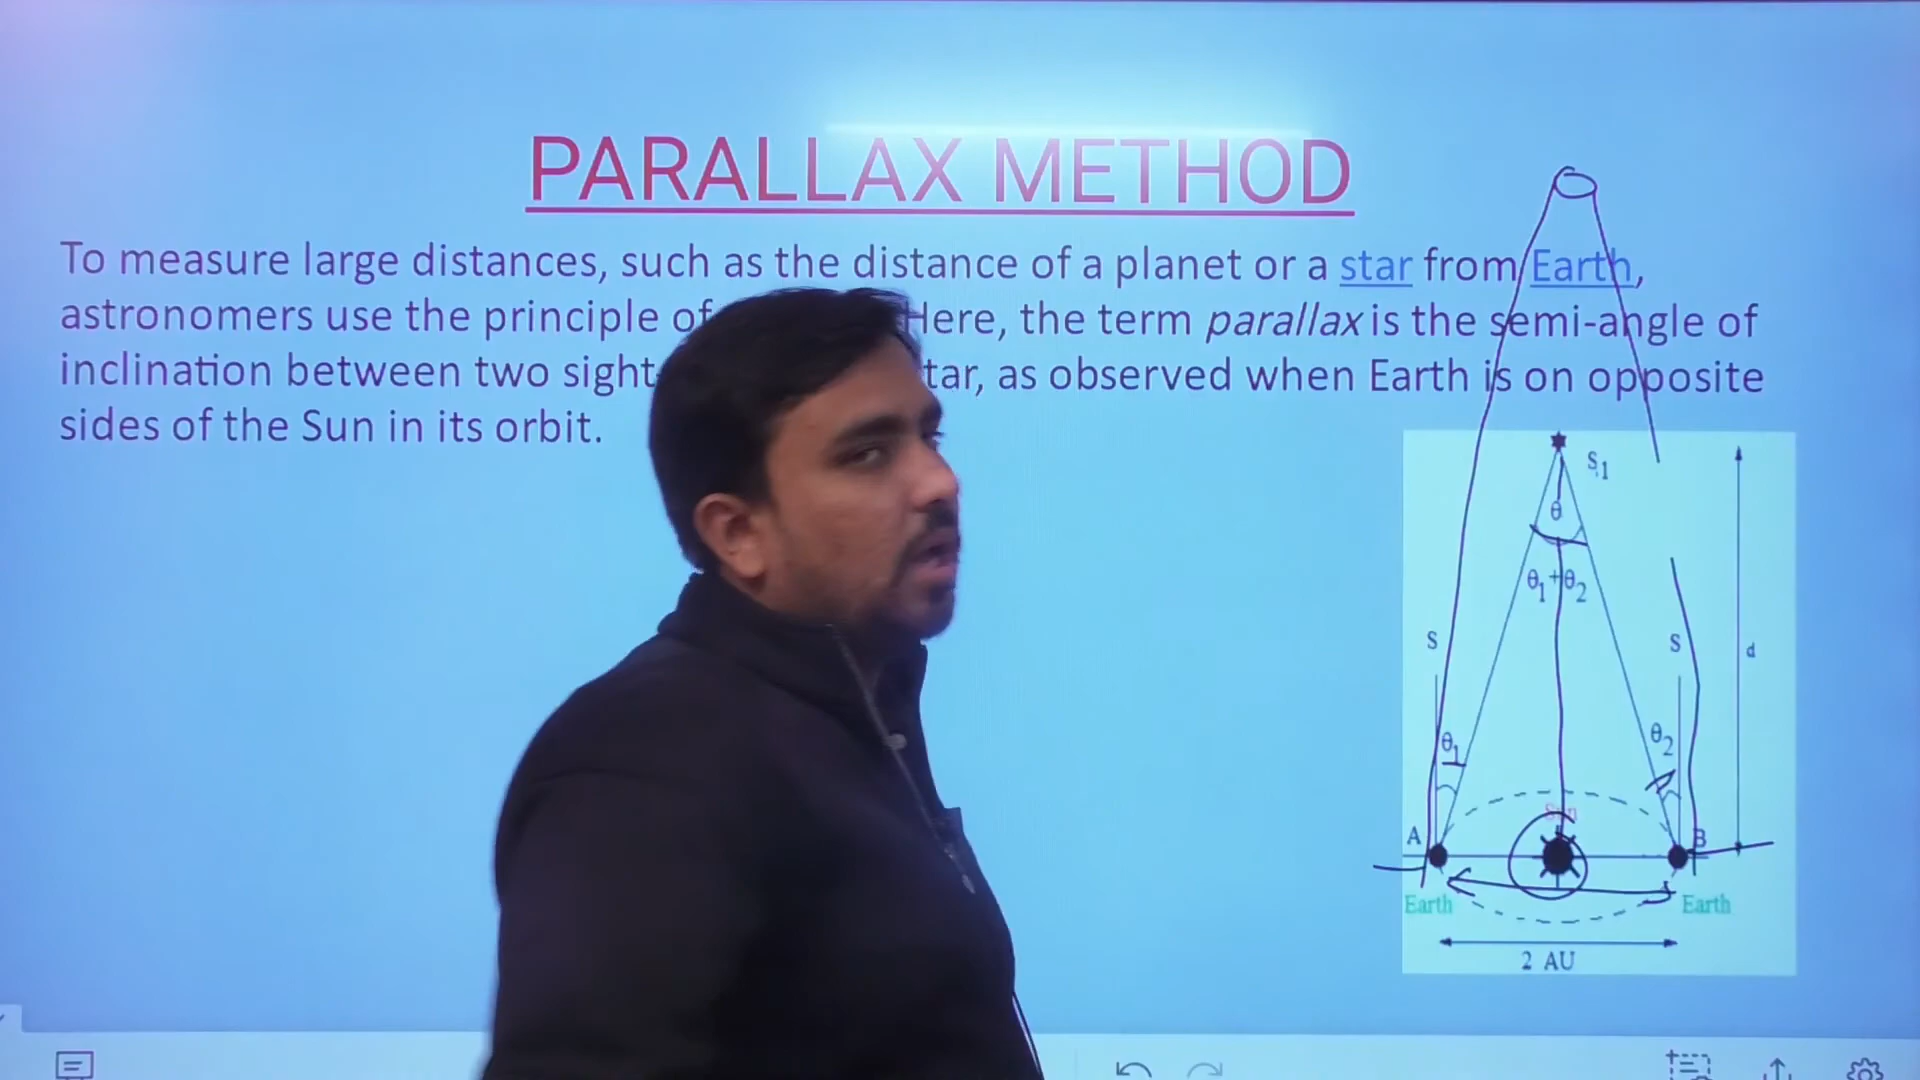 PARALLAX METHOD
To measure large distances, such as the distance of a planet or a star from Earth,
astronomers use the principle of Here, the term parallax is the semi-angle of
inclination between two sight as observed when Earth is on opposite
sides of the Sun in its orbit.
S1
θ
θ1+θ2
S
S
d
θ1
θ2
Sun
A
B
Earth
Earth
2 AU